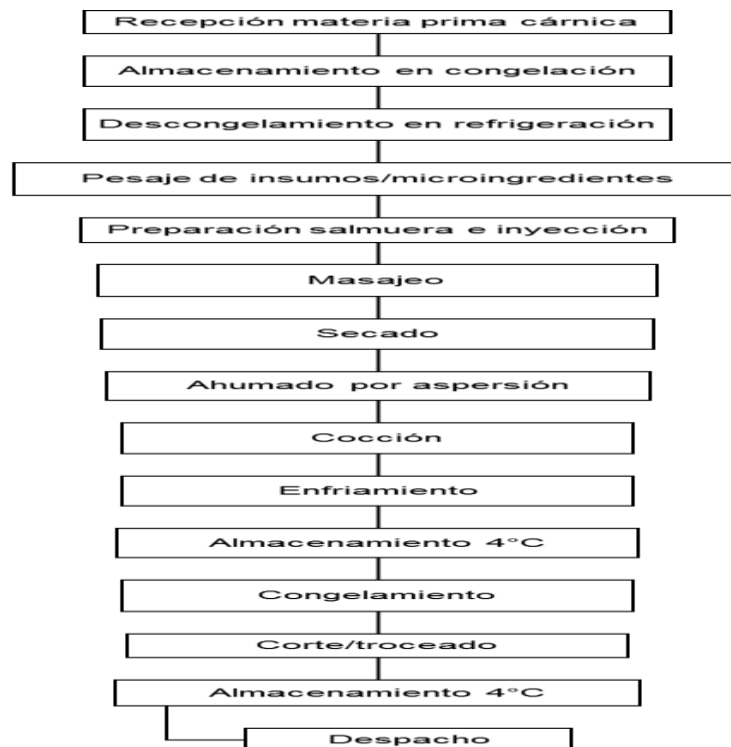 Recepción materia prima cárnica
Almacenamiento en congelación
Descongelamiento en refrigeración
Pesaje de insumos/microingredientes
Preparación salmuera e inyección
Masajeo
Secado
Ahumado por aspersión
Cocción
Enfriamiento
Almacenamiento 4°C
Congelamiento
Corte/troceado
Almacenamiento 4°C
Despacho